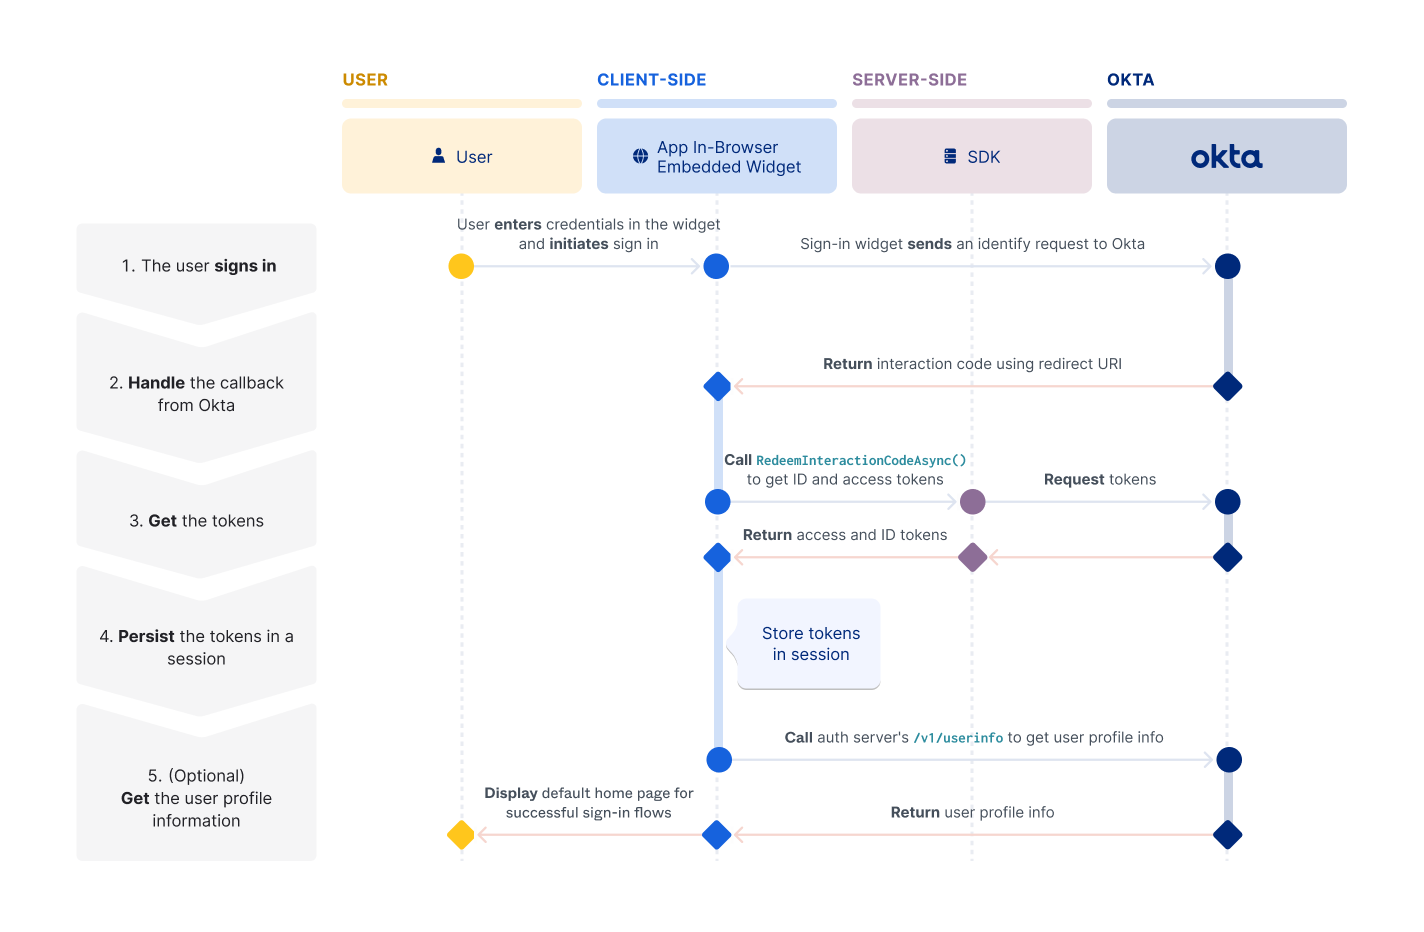 USER
CLIENT-SIDE
SERVER-SIDE
OKTA
User
App In-Browser
Embedded Widget
SDK
okta
1. The user signs in
User enters credentials in the widget
and initiates sign in
Sign-in widget sends an identify request to Okta
2. Handle the callback
from Okta
Return interaction code using redirect URI
3. Get the tokens
Call RedeemInteractionCodeAsync()
to get ID and access tokens
Request tokens
Return access and ID tokens
4. Persist the tokens in a
session
Store tokens
in session
5. (Optional)
Get the user profile
information
Call auth server's /v1/userinfo to get user profile info
Display default home page for
successful sign-in flows
Return user profile info